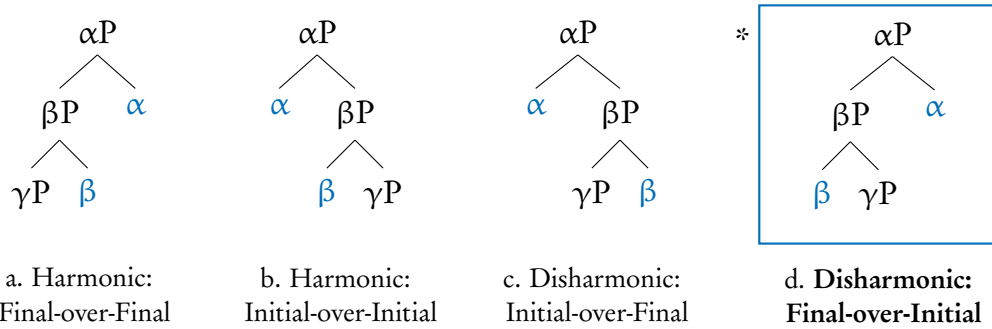 αP αP αP * αP
βP α α βP α βP βP α
γP β β γP γP β β γP
a. Harmonic: b. Harmonic: c. Disharmonic: d. Disharmonic:
Final-over-Final Initial-over-Initial Initial-over-Final Final-over-Initial